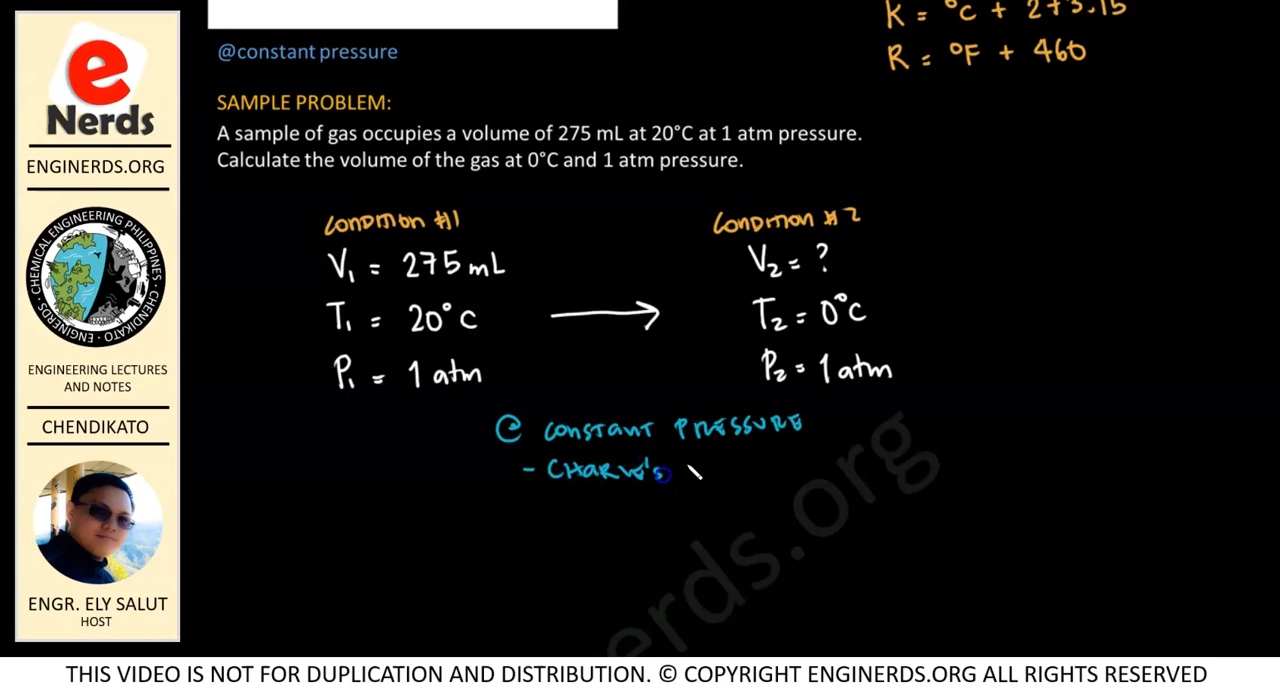 K = °C + 273.15
@constant pressure
R = °F + 460
e
Nerds
SAMPLE PROBLEM:
A sample of gas occupies a volume of 275 mL at 20°C at 1 atm pressure.
Calculate the volume of the gas at 0°C and 1 atm pressure.
ENGINERDS.ORG
CHEMICAL ENGINEERING PHILIPPINES • CHENDIKATO • ENGINERDS •
CONDITION #1
CONDITION #2
V1 = 275 mL
V2 = ?
T1 = 20°C
T2 = 0°C
P1 = 1 atm
P2 = 1 atm
ENGINEERING LECTURES
AND NOTES
CHENDIKATO
@ CONSTANT PRESSURE
- CHARLE'S
erds.org
ENGR. ELY SALUT
HOST
THIS VIDEO IS NOT FOR DUPLICATION AND DISTRIBUTION. © COPYRIGHT ENGINERDS.ORG ALL RIGHTS RESERVED